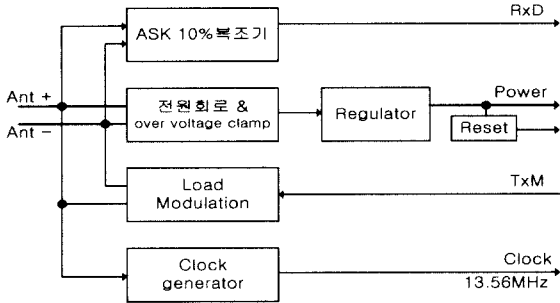 RxD
ASK 10%복조기
Ant +
Ant −
전원회로 &
over voltage clamp
Regulator
Power
Reset
Load
Modulation
TxM
Clock
generator
Clock
13.56MHz